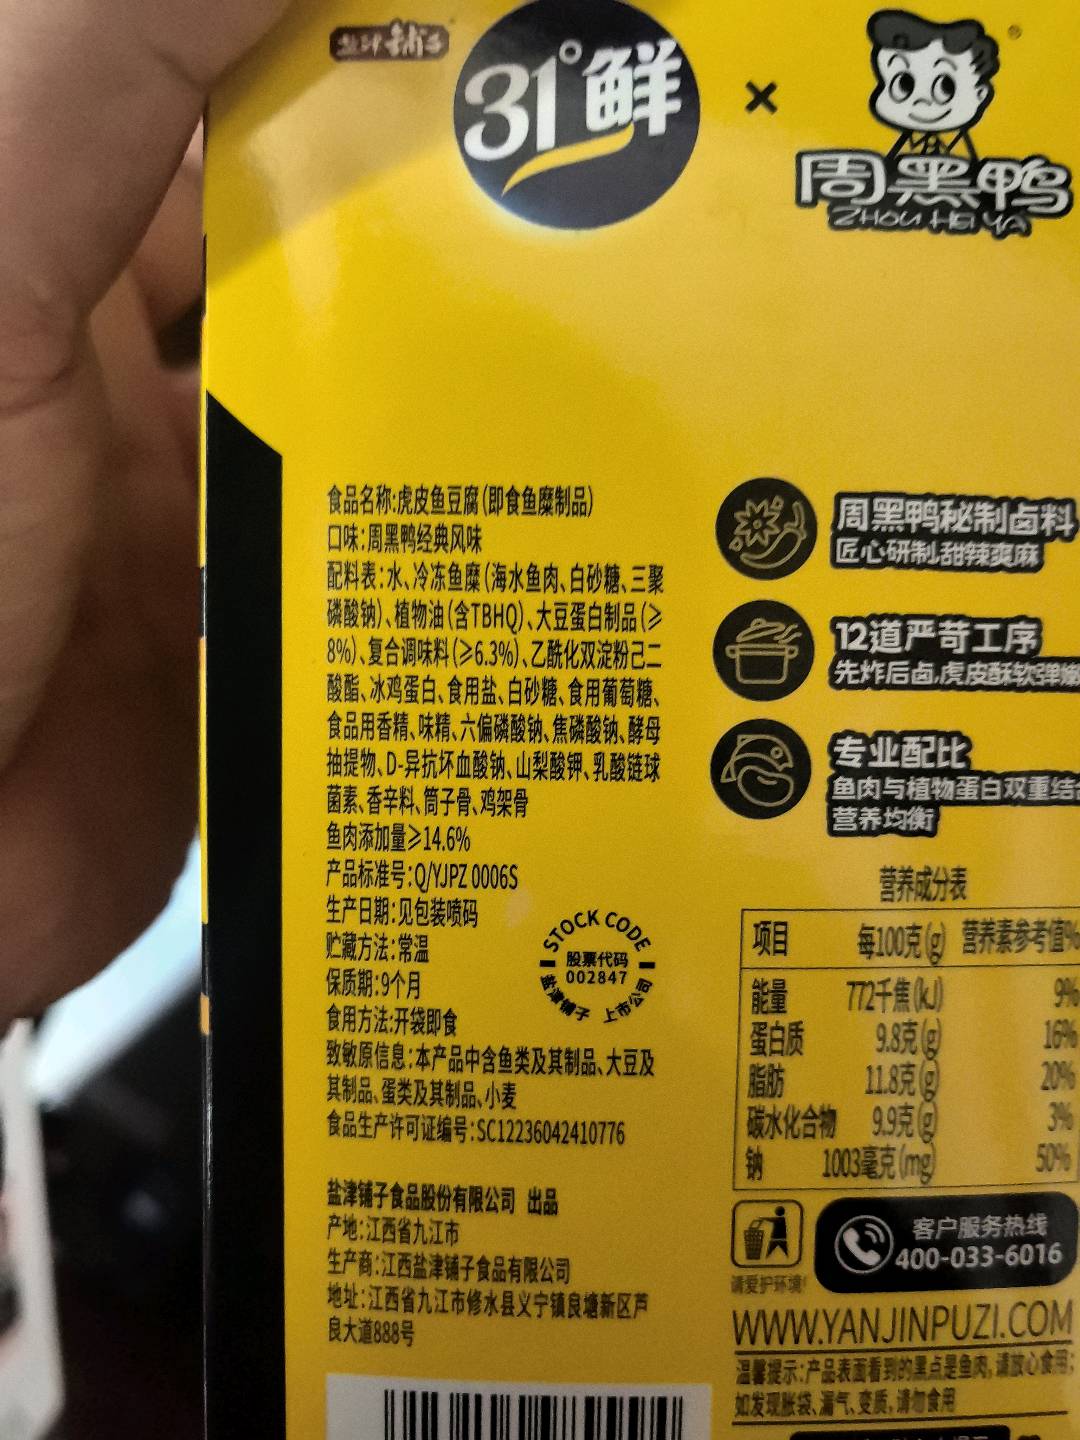 盐津铺子
31°鲜
×
周黑鸭
ZHOU HEI YA
®
食品名称:虎皮鱼豆腐(即食鱼糜制品)
口味:周黑鸭经典风味
配料表:水、冷冻鱼糜(海水鱼肉、白砂糖、三聚
磷酸钠)、植物油(含TBHQ)、大豆蛋白制品(≥
8%)、复合调味料(≥6.3%)、乙酰化双淀粉己二
酸酯、冰鸡蛋白、食用盐、白砂糖、食用葡萄糖、
食品用香精、味精、六偏磷酸钠、焦磷酸钠、酵母
抽提物、D-异抗坏血酸钠、山梨酸钾、乳酸链球
菌素、香辛料、筒子骨、鸡架骨
鱼肉添加量≥14.6%
产品标准号:Q/YJPZ 0006S
生产日期:见包装喷码
贮藏方法:常温
保质期:9个月
食用方法:开袋即食
致敏原信息:本产品中含鱼类及其制品、大豆及
其制品、蛋类及其制品、小麦
食品生产许可证编号:SC12236042410776
STOCK CODE
股票代码
002847
盐津铺子 上市公司
盐津铺子食品股份有限公司 出品
产地:江西省九江市
生产商:江西盐津铺子食品有限公司
地址:江西省九江市修水县义宁镇良塘新区芦
良大道888号
周黑鸭秘制卤料
匠心研制,甜辣爽麻
12道严苛工序
先炸后卤,虎皮酥软弹嫩
专业配比
鱼肉与植物蛋白双重结合
营养均衡
营养成分表
项目 每100克(g) 营养素参考值%
能量 772千焦(kJ) 9%
蛋白质 9.8克(g) 16%
脂肪 11.8克(g) 20%
碳水化合物 9.9克(g) 3%
钠 1003毫克(mg) 50%
请爱护环境!
客户服务热线
400-033-6016
WWW.YANJINPUZI.COM
温馨提示:产品表面看到的黑点是鱼肉,请放心食用;
如发现胀袋、漏气、变质,请勿食用